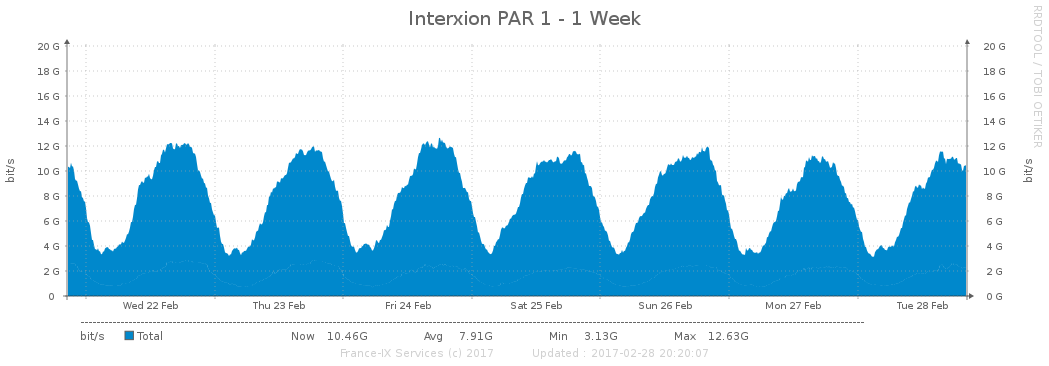 Interxion PAR 1 - 1 Week
RRDTOOL / TOBI OETIKER
bit/s
20 G 20 G
18 G 18 G
16 G 16 G
14 G 14 G
12 G 12 G
10 G 10 G
8 G 8 G
6 G 6 G
4 G 4 G
2 G 2 G
0 0 G
bit/s
Wed 22 Feb Thu 23 Feb Fri 24 Feb Sat 25 Feb Sun 26 Feb Mon 27 Feb Tue 28 Feb
bit/s Total Now 10.46G Avg 7.91G Min 3.13G Max 12.63G
France-IX Services (c) 2017 Updated : 2017-02-28 20:20:07